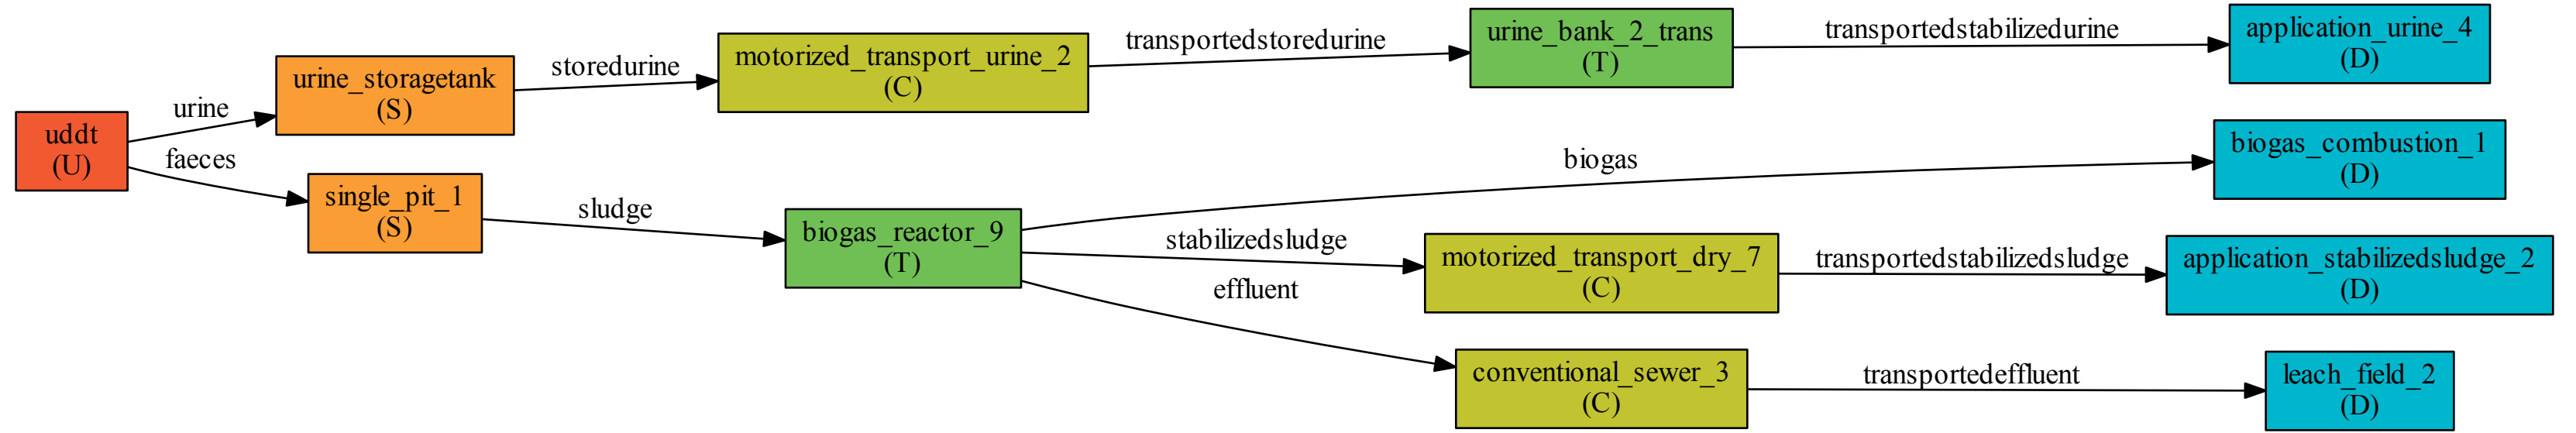 uddt
(U)
urine
faeces
urine_storagetank
(S)
single_pit_1
(S)
storedurine
sludge
motorized_transport_urine_2
(C)
biogas_reactor_9
(T)
transportedstoredurine
biogas
stabilizedsludge
effluent
urine_bank_2_trans
(T)
motorized_transport_dry_7
(C)
conventional_sewer_3
(C)
transportedstabilizedurine
transportedstabilizedsludge
transportedeffluent
application_urine_4
(D)
biogas_combustion_1
(D)
application_stabilizedsludge_2
(D)
leach_field_2
(D)